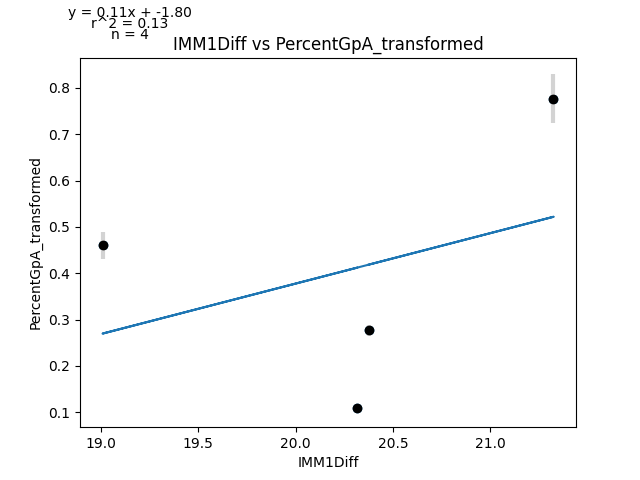 y = 0.11x + -1.80
r^2 = 0.13
n = 4
IMM1Diff vs PercentGpA_transformed
0.8
0.7
0.6
0.5
0.4
0.3
0.2
0.1
PercentGpA_transformed
19.0 19.5 20.0 20.5 21.0
IMM1Diff